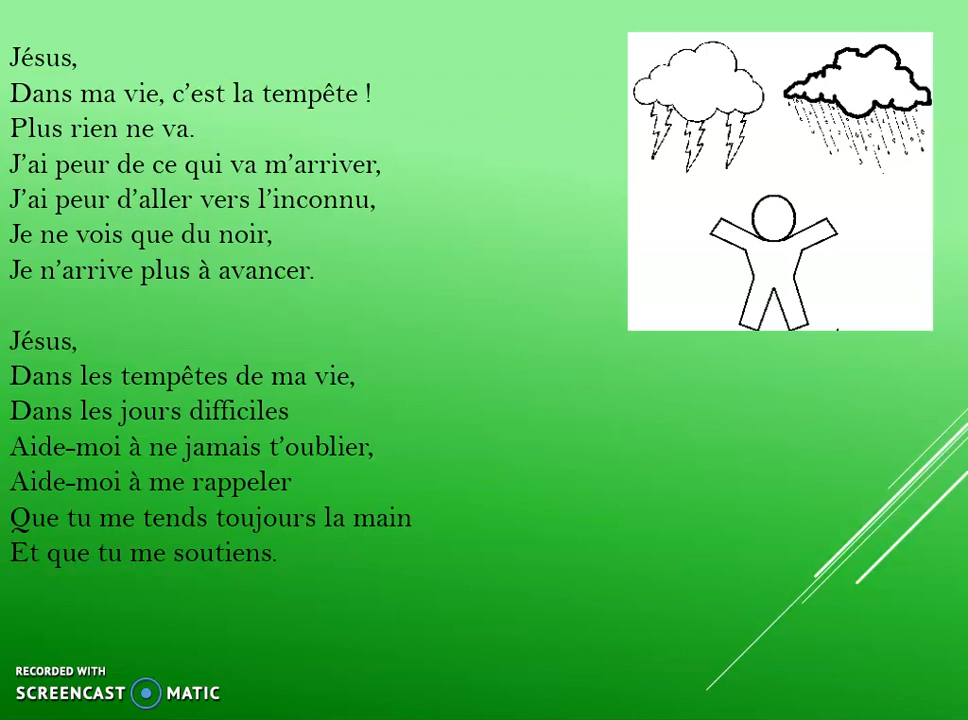 Jésus,
Dans ma vie, c’est la tempête !
Plus rien ne va.
J’ai peur de ce qui va m’arriver,
J’ai peur d’aller vers l’inconnu,
Je ne vois que du noir,
Je n’arrive plus à avancer.
Jésus,
Dans les tempêtes de ma vie,
Dans les jours difficiles
Aide-moi à ne jamais t’oublier,
Aide-moi à me rappeler
Que tu me tends toujours la main
Et que tu me soutiens.
RECORDED WITH
SCREENCAST MATIC